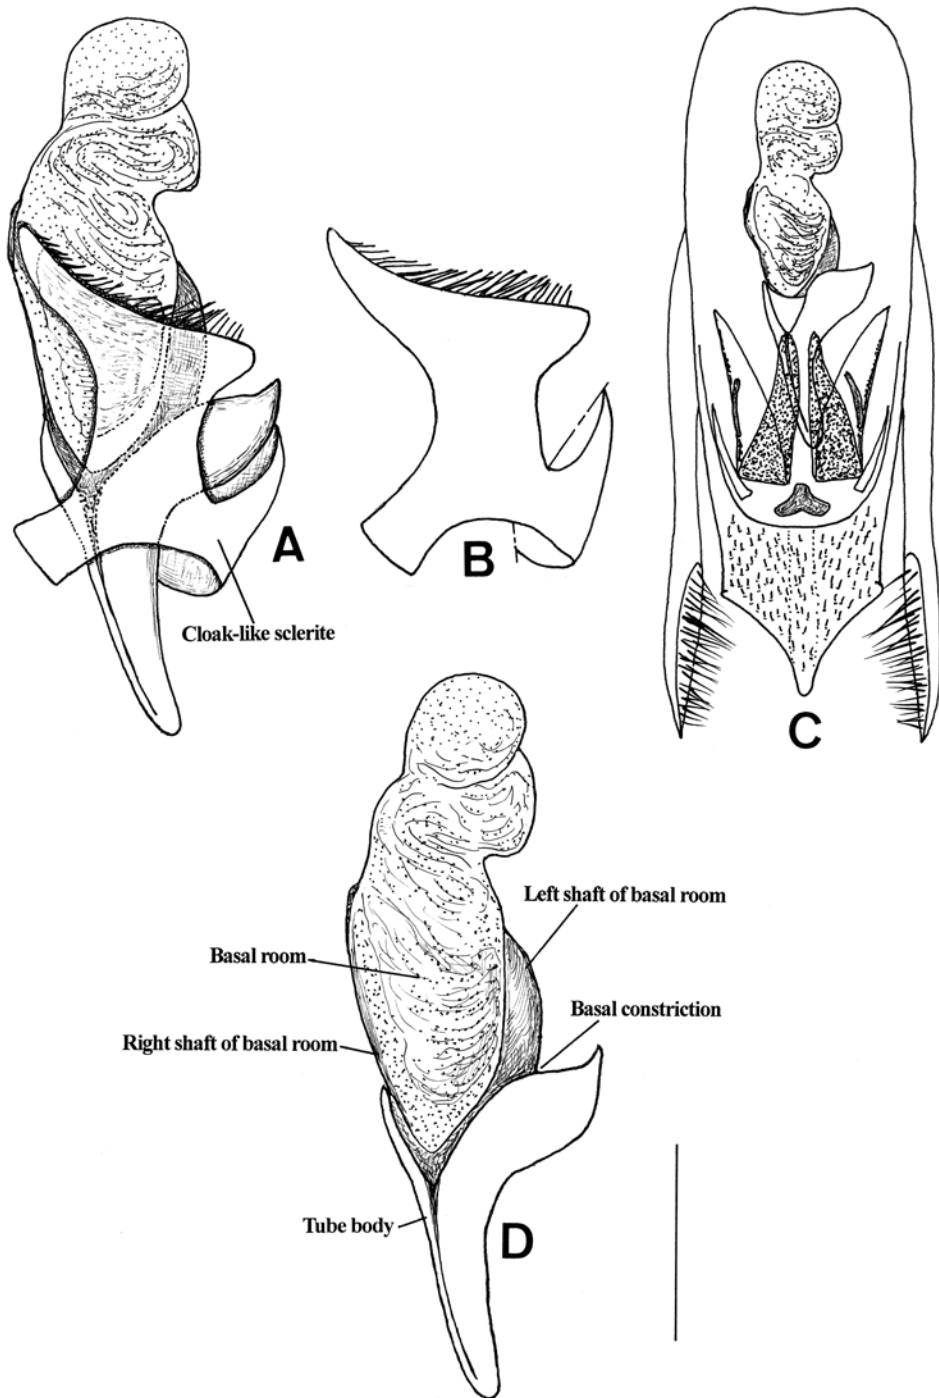 A
B
Cloak-like sclerite
C
Left shaft of basal room
Basal room
Basal constriction
Right shaft of basal room
Tube body
D